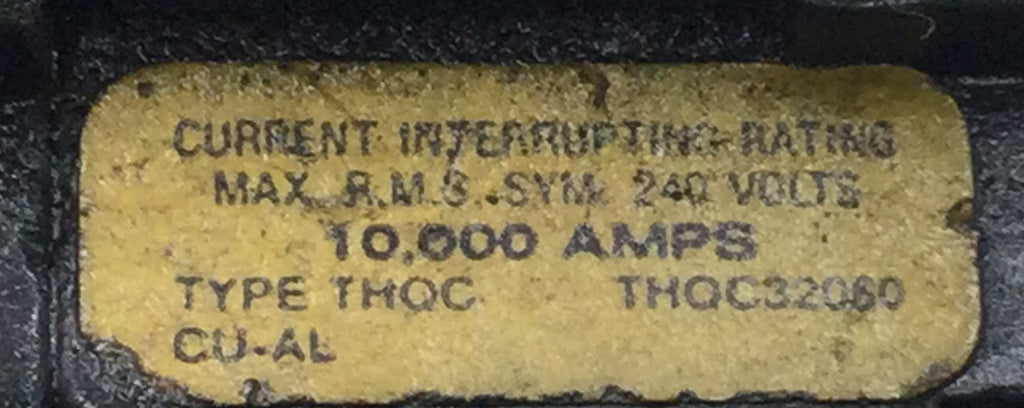 CURRENT INTERRUPTING RATING
MAX. R.M.S. SYM. 240 VOLTS
10,000 AMPS
TYPE THQC THQC32060
CU-AL